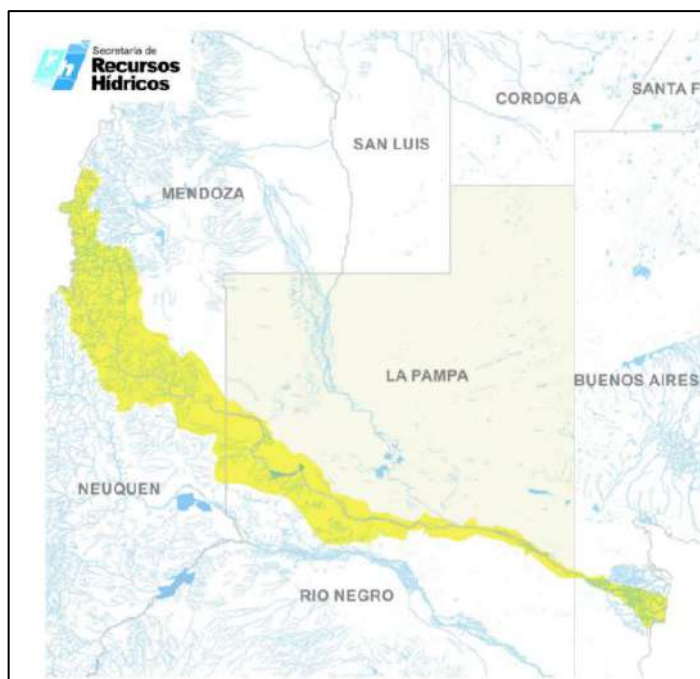 Secretaría de
Recursos
Hídricos
SANTA F
CORDOBA
SAN LUIS
MENDOZA
LA PAMPA
BUENOS AIRES
NEUQUEN
RIO NEGRO